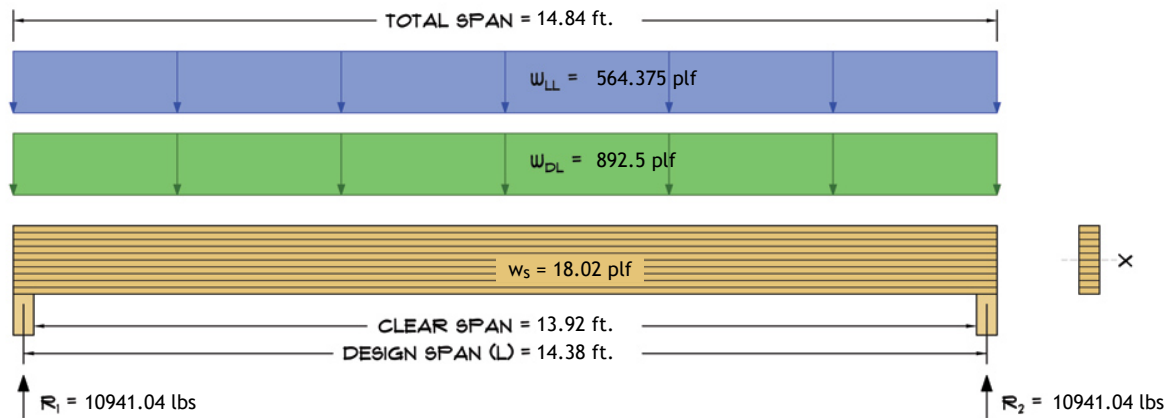 TOTAL SPAN = 14.84 ft.
WLL = 564.375 plf
WDL = 892.5 plf
ws = 18.02 plf
X
CLEAR SPAN = 13.92 ft.
DESIGN SPAN (L) = 14.38 ft.
R1 = 10941.04 lbs
R2 = 10941.04 lbs